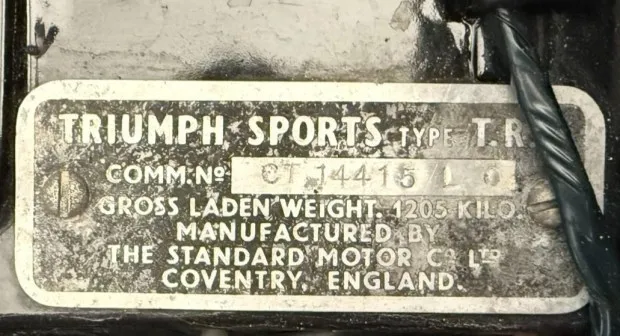 TRIUMPH SPORTS TYPE T.R.
COMM. Nº CT 14415 L O
GROSS LADEN WEIGHT. 1205 KILO.
MANUFACTURED BY
THE STANDARD MOTOR Cº LTD
COVENTRY, ENGLAND.